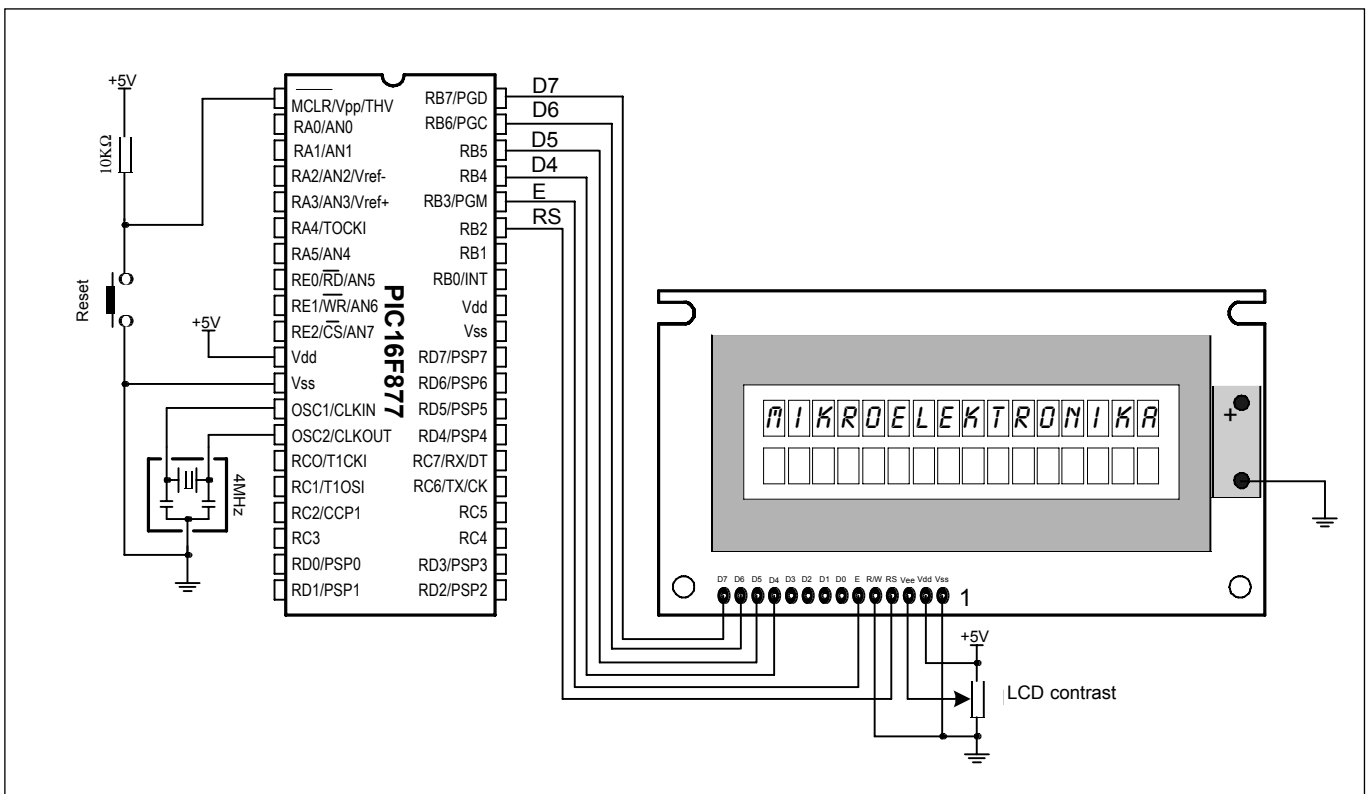 +5V
10KΩ
Reset
+5V
4MHz
MCLR/Vpp/THV
RA0/AN0
RA1/AN1
RA2/AN2/Vref-
RA3/AN3/Vref+
RA4/TOCKI
RA5/AN4
RE0/RD/AN5
RE1/WR/AN6
RE2/CS/AN7
Vdd
Vss
OSC1/CLKIN
OSC2/CLKOUT
RCO/T1CKI
RC1/T1OSI
RC2/CCP1
RC3
RD0/PSP0
RD1/PSP1
PIC16F877
RB7/PGD
RB6/PGC
RB5
RB4
RB3/PGM
RB2
RB1
RB0/INT
Vdd
Vss
RD7/PSP7
RD6/PSP6
RD5/PSP5
RD4/PSP4
RC7/RX/DT
RC6/TX/CK
RC5
RC4
RD3/PSP3
RD2/PSP2
D7
D6
D5
D4
E
RS
MIKROELEKTRONIKA
+
D7 D6 D5 D4 D3 D2 D1 D0 E R/W RS Vee Vdd Vss
1
+5V
LCD contrast